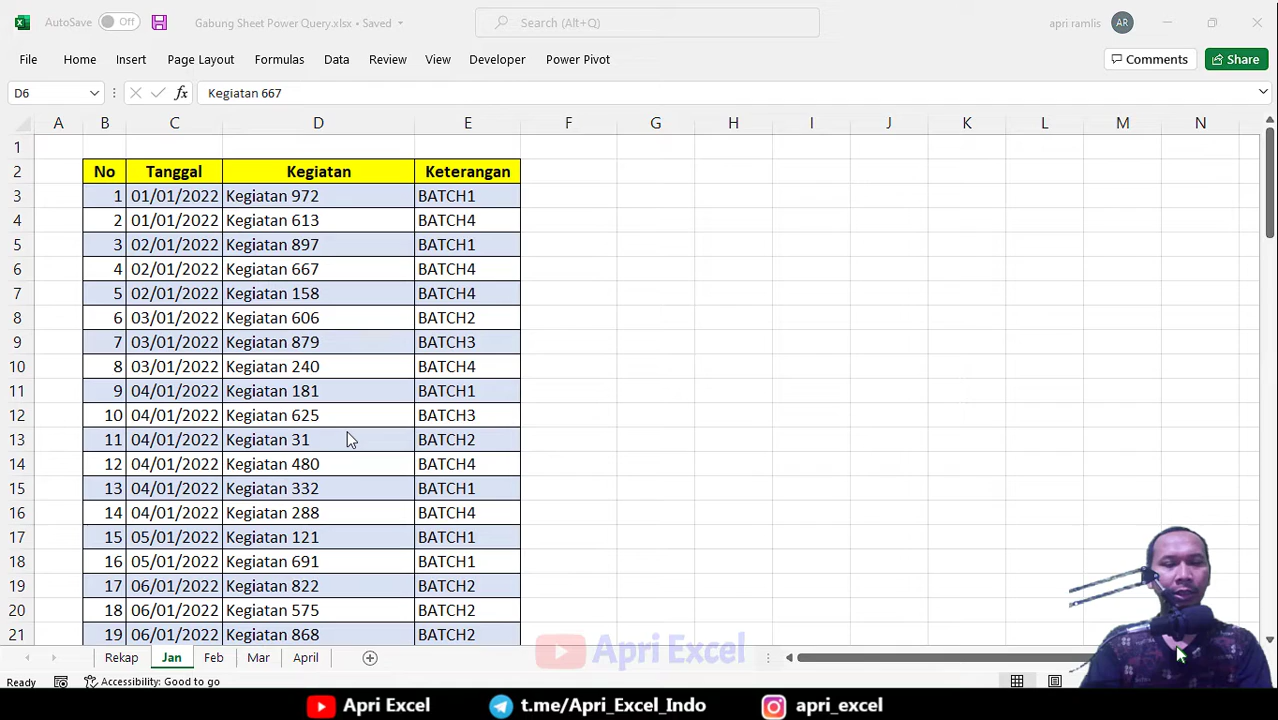 AutoSave Off Gabung Sheet Power Query.xlsx • Saved Search (Alt+Q) apri ramlis AR
File Home Insert Page Layout Formulas Data Review View Developer Power Pivot Comments Share
D6 fx Kegiatan 667
A B C D E F G H I J K L M N
1
2 No Tanggal Kegiatan Keterangan
3 1 01/01/2022 Kegiatan 972 BATCH1
4 2 01/01/2022 Kegiatan 613 BATCH4
5 3 02/01/2022 Kegiatan 897 BATCH1
6 4 02/01/2022 Kegiatan 667 BATCH4
7 5 02/01/2022 Kegiatan 158 BATCH4
8 6 03/01/2022 Kegiatan 606 BATCH2
9 7 03/01/2022 Kegiatan 879 BATCH3
10 8 03/01/2022 Kegiatan 240 BATCH4
11 9 04/01/2022 Kegiatan 181 BATCH1
12 10 04/01/2022 Kegiatan 625 BATCH3
13 11 04/01/2022 Kegiatan 31 BATCH2
14 12 04/01/2022 Kegiatan 480 BATCH4
15 13 04/01/2022 Kegiatan 332 BATCH1
16 14 04/01/2022 Kegiatan 288 BATCH4
17 15 05/01/2022 Kegiatan 121 BATCH1
18 16 05/01/2022 Kegiatan 691 BATCH1
19 17 06/01/2022 Kegiatan 822 BATCH2
20 18 06/01/2022 Kegiatan 575 BATCH2
21 19 06/01/2022 Kegiatan 868 BATCH2
Rekap Jan Feb Mar April Apri Excel
Ready Accessibility: Good to go
Apri Excel t.me/Apri_Excel_Indo apri_excel